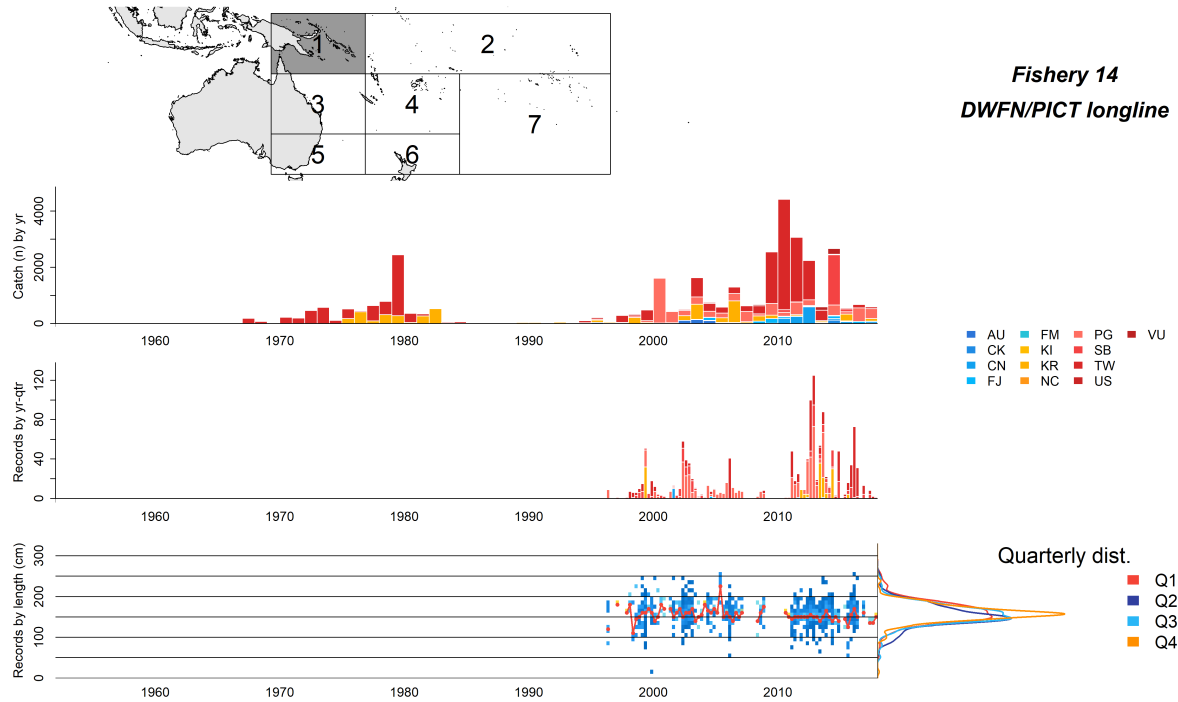 1
2
3
4
7
5
6
Fishery 14
DWFN/PICT longline
Catch (n) by yr
0
2000
4000
1960
1970
1980
1990
2000
2010
AU
FM
PG
VU
CK
KI
SB
CN
KR
TW
FJ
NC
US
Records by yr-qtr
0
40
80
120
1960
1970
1980
1990
2000
2010
Records by length (cm)
0
100
200
300
1960
1970
1980
1990
2000
2010
Quarterly dist.
Q1
Q2
Q3
Q4